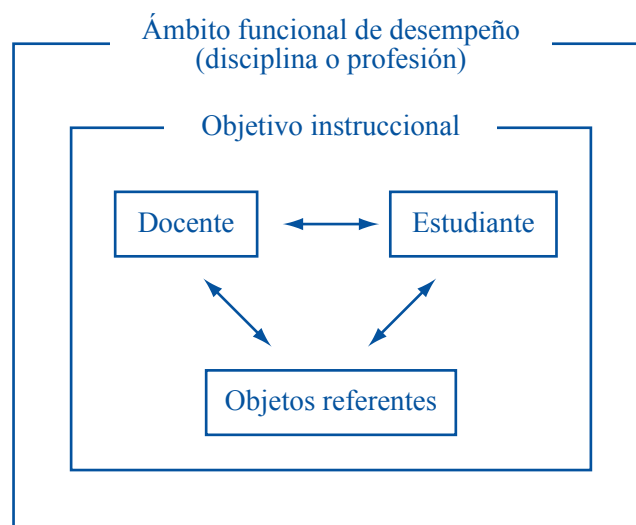 Ámbito funcional de desempeño
(disciplina o profesión)
Objetivo instruccional
Docente
Estudiante
Objetos referentes